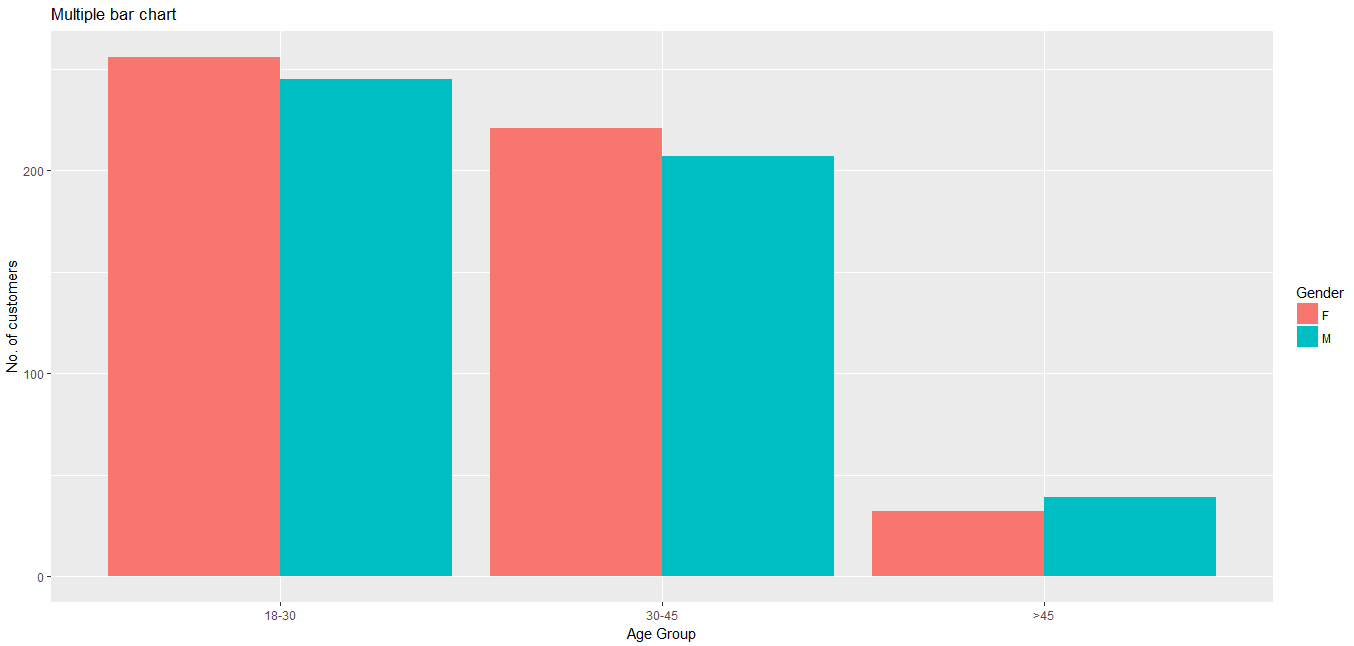 Multiple bar chart
No. of customers
200
100
0
18-30
30-45
>45
Age Group
Gender
F
M